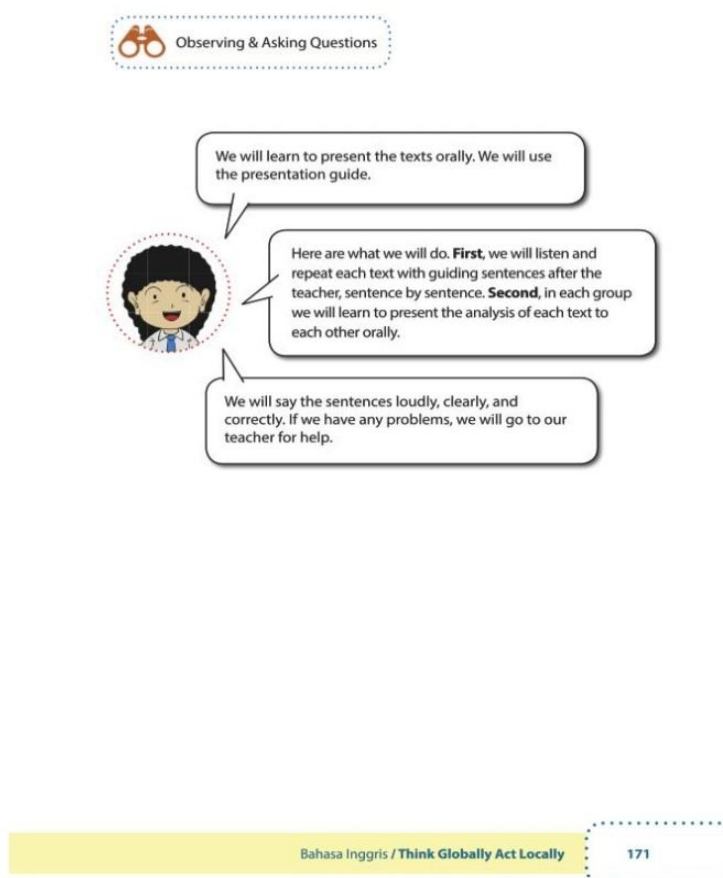 Observing & Asking Questions
We will learn to present the texts orally. We will use
the presentation guide.
Here are what we will do. First, we will listen and
repeat each text with guiding sentences after the
teacher, sentence by sentence. Second, in each group
we will learn to present the analysis of each text to
each other orally.
We will say the sentences loudly, clearly, and
correctly. If we have any problems, we will go to our
teacher for help.
Bahasa Inggris / Think Globally Act Locally
171